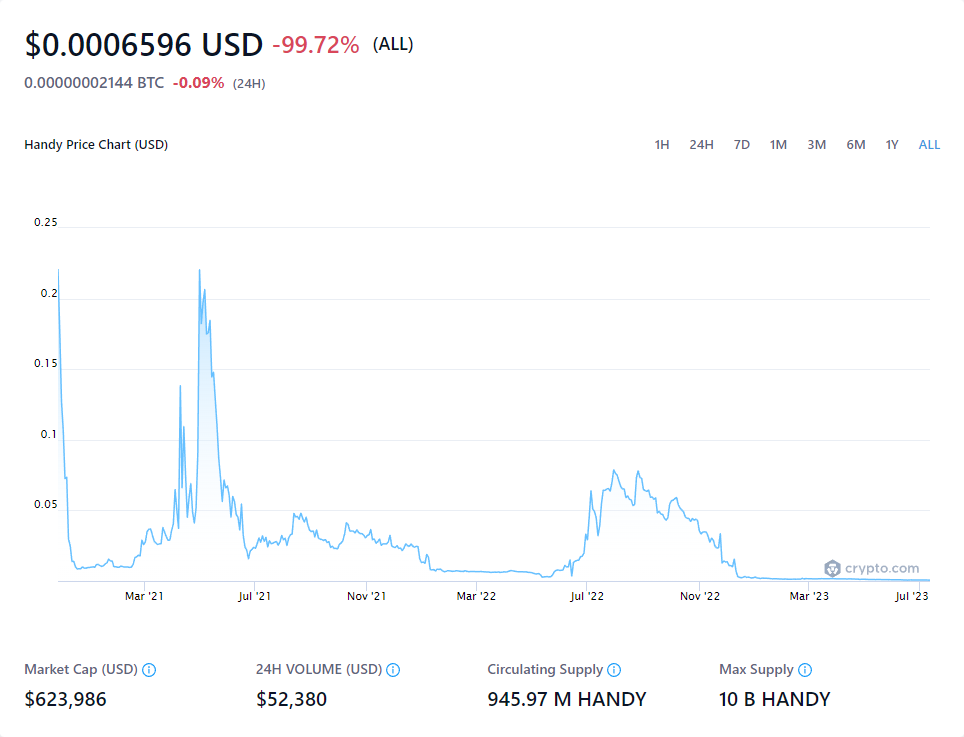 $0.0006596 USD -99.72% (ALL)
0.00000002144 BTC -0.09% (24H)
Handy Price Chart (USD) 1H 24H 7D 1M 3M 6M 1Y ALL
0.25
0.2
0.15
0.1
0.05
crypto.com
Mar '21 Jul '21 Nov '21 Mar '22 Jul '22 Nov '22 Mar '23 Jul '23
Market Cap (USD) 24H VOLUME (USD) Circulating Supply Max Supply
$623,986 $52,380 945.97 M HANDY 10 B HANDY